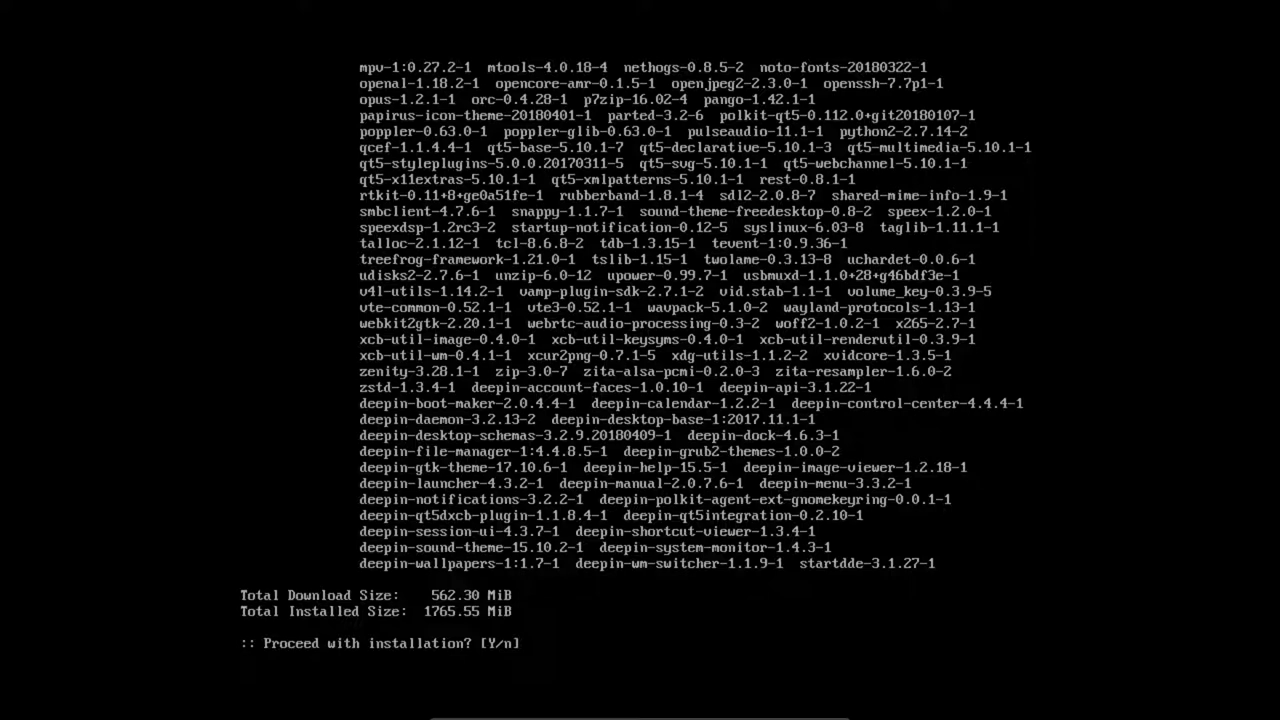 mpv-1:0.27.2-1  mtools-4.0.18-4  nethogs-0.8.5-2  noto-fonts-20180322-1
openal-1.18.2-1  opencore-amr-0.1.5-1  openjpeg2-2.3.0-1  openssh-7.7p1-1
opus-1.2.1-1  orc-0.4.28-1  p7zip-16.02-4  pango-1.42.1-1
papirus-icon-theme-20180401-1  parted-3.2-6  polkit-qt5-0.112.0+git20180107-1
poppler-0.63.0-1  poppler-glib-0.63.0-1  pulseaudio-11.1-1  python2-2.7.14-2
qcef-1.1.4.4-1  qt5-base-5.10.1-7  qt5-declarative-5.10.1-3  qt5-multimedia-5.10.1-1
qt5-styleplugins-5.0.0.20170311-5  qt5-svg-5.10.1-1  qt5-webchannel-5.10.1-1
qt5-x11extras-5.10.1-1  qt5-xmlpatterns-5.10.1-1  rest-0.8.1-1
rtkit-0.11+8+ge0a51fe-1  rubberband-1.8.1-4  sdl2-2.0.8-7  shared-mime-info-1.9-1
smbclient-4.7.6-1  snappy-1.1.7-1  sound-theme-freedesktop-0.8-2  speex-1.2.0-1
speexdsp-1.2rc3-2  startup-notification-0.12-5  syslinux-6.03-8  taglib-1.11.1-1
talloc-2.1.12-1  tcl-8.6.8-2  tdb-1.3.15-1  tevent-1:0.9.36-1
treefrog-framework-1.21.0-1  tslib-1.15-1  twolame-0.3.13-8  uchardet-0.0.6-1
udisks2-2.7.6-1  unzip-6.0-12  upower-0.99.7-1  usbmuxd-1.1.0+28+g46bdf3e-1
v4l-utils-1.14.2-1  vamp-plugin-sdk-2.7.1-2  vid.stab-1.1-1  volume_key-0.3.9-5
vte-common-0.52.1-1  vte3-0.52.1-1  wavpack-5.1.0-2  wayland-protocols-1.13-1
webkit2gtk-2.20.1-1  webrtc-audio-processing-0.3-2  woff2-1.0.2-1  x265-2.7-1
xcb-util-image-0.4.0-1  xcb-util-keysyms-0.4.0-1  xcb-util-renderutil-0.3.9-1
xcb-util-wm-0.4.1-1  xcur2png-0.7.1-5  xdg-utils-1.1.2-2  xvidcore-1.3.5-1
zenity-3.28.1-1  zip-3.0-7  zita-alsa-pcmi-0.2.0-3  zita-resampler-1.6.0-2
zstd-1.3.4-1  deepin-account-faces-1.0.10-1  deepin-api-3.1.22-1
deepin-boot-maker-2.0.4.4-1  deepin-calendar-1.2.2-1  deepin-control-center-4.4.4-1
deepin-daemon-3.2.13-2  deepin-desktop-base-1:2017.11.1-1
deepin-desktop-schemas-3.2.9.20180409-1  deepin-dock-4.6.3-1
deepin-file-manager-1:4.4.8.5-1  deepin-grub2-themes-1.0.0-2
deepin-gtk-theme-17.10.6-1  deepin-help-15.5-1  deepin-image-viewer-1.2.18-1
deepin-launcher-4.3.2-1  deepin-manual-2.0.7.6-1  deepin-menu-3.3.2-1
deepin-notifications-3.2.2-1  deepin-polkit-agent-ext-gnomekeyring-0.0.1-1
deepin-qt5dxcb-plugin-1.1.8.4-1  deepin-qt5integration-0.2.10-1
deepin-session-ui-4.3.7-1  deepin-shortcut-viewer-1.3.4-1
deepin-sound-theme-15.10.2-1  deepin-system-monitor-1.4.3-1
deepin-wallpapers-1:1.7-1  deepin-wm-switcher-1.1.9-1  startdde-3.1.27-1
Total Download Size:    562.30 MiB
Total Installed Size:  1765.55 MiB
:: Proceed with installation? [Y/n]